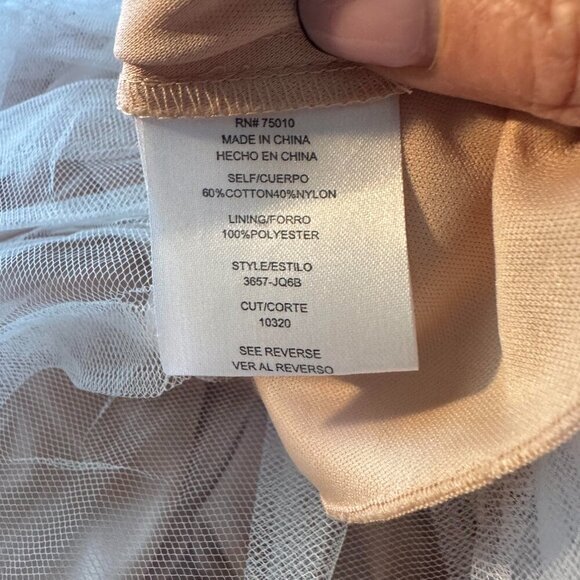 RN# 75010
MADE IN CHINA
HECHO EN CHINA
SELF/CUERPO
60%COTTON40%NYLON
LINING/FORRO
100%POLYESTER
STYLE/ESTILO
3657-JQ6B
CUT/CORTE
10320
SEE REVERSE
VER AL REVERSO